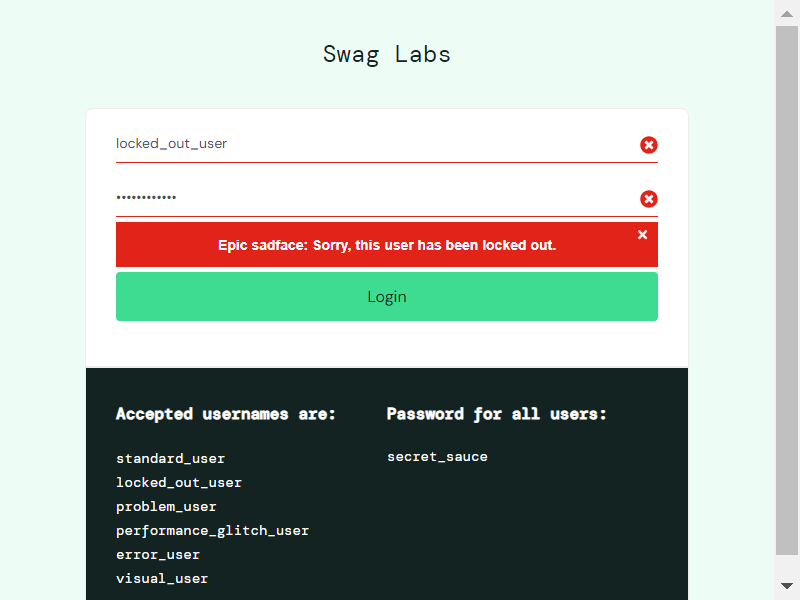 Swag Labs
locked_out_user
••••••••••••
Epic sadface: Sorry, this user has been locked out.
Login
Accepted usernames are:
standard_user
locked_out_user
problem_user
performance_glitch_user
error_user
visual_user
Password for all users:
secret_sauce